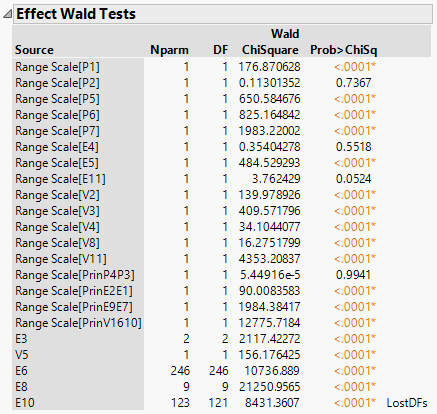 Effect Wald Tests
Wald
Source Nparm DF ChiSquare Prob>ChiSq
Range Scale[P1] 1 1 176.870628 <.0001*
Range Scale[P2] 1 1 0.11301352 0.7367
Range Scale[P5] 1 1 650.584676 <.0001*
Range Scale[P6] 1 1 825.164842 <.0001*
Range Scale[P7] 1 1 1983.22002 <.0001*
Range Scale[E4] 1 1 0.35404278 0.5518
Range Scale[E5] 1 1 484.529293 <.0001*
Range Scale[E11] 1 1 3.762429 0.0524
Range Scale[V2] 1 1 139.978926 <.0001*
Range Scale[V3] 1 1 409.571796 <.0001*
Range Scale[V4] 1 1 34.1044077 <.0001*
Range Scale[V8] 1 1 16.2751799 <.0001*
Range Scale[V11] 1 1 4353.20837 <.0001*
Range Scale[PrinP4P3] 1 1 5.44916e-5 0.9941
Range Scale[PrinE2E1] 1 1 90.0083583 <.0001*
Range Scale[PrinE9E7] 1 1 1984.38417 <.0001*
Range Scale[PrinV1610] 1 1 12775.7184 <.0001*
E3 2 2 2117.42272 <.0001*
V5 1 1 156.176425 <.0001*
E6 246 246 10736.889 <.0001*
E8 9 9 21250.9565 <.0001*
E10 123 121 8431.3607 <.0001* LostDFs